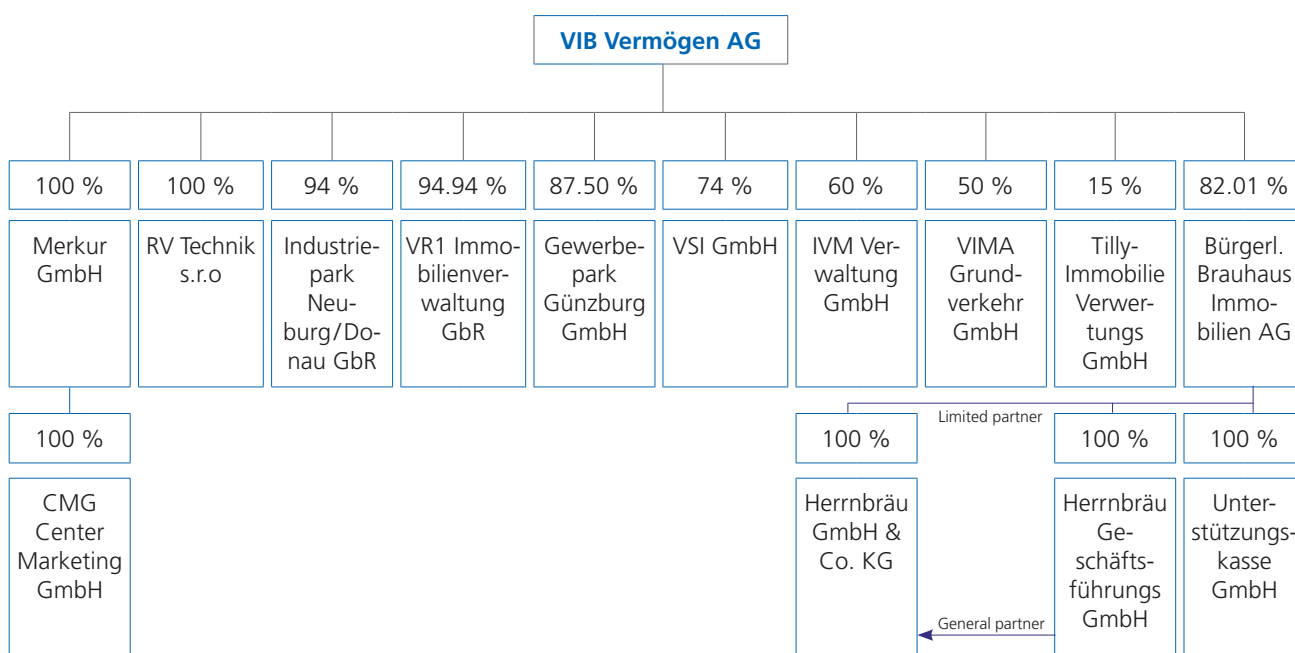 VIB Vermögen AG
100 %
100 %
94 %
94.94 %
87.50 %
74 %
60 %
50 %
15 %
82.01 %
Merkur
GmbH
RV Technik
s.r.o
Industrie-
park
Neu-
burg/Do-
nau GbR
VR1 Immo-
bilienver-
waltung
GbR
Gewerbe-
park
Günzburg
GmbH
VSI GmbH
IVM Ver-
waltung
GmbH
VIMA
Grund-
verkehr
GmbH
Tilly-
Immobilie
Verwer-
tungs
GmbH
Bürgerl.
Brauhaus
Immo-
bilien AG
Limited partner
100 %
100 %
100 %
100 %
CMG
Center
Marketing
GmbH
Herrnbräu
GmbH &
Co. KG
Herrnbräu
Ge-
schäfts-
führungs
GmbH
Unter-
stützungs-
kasse
GmbH
General partner